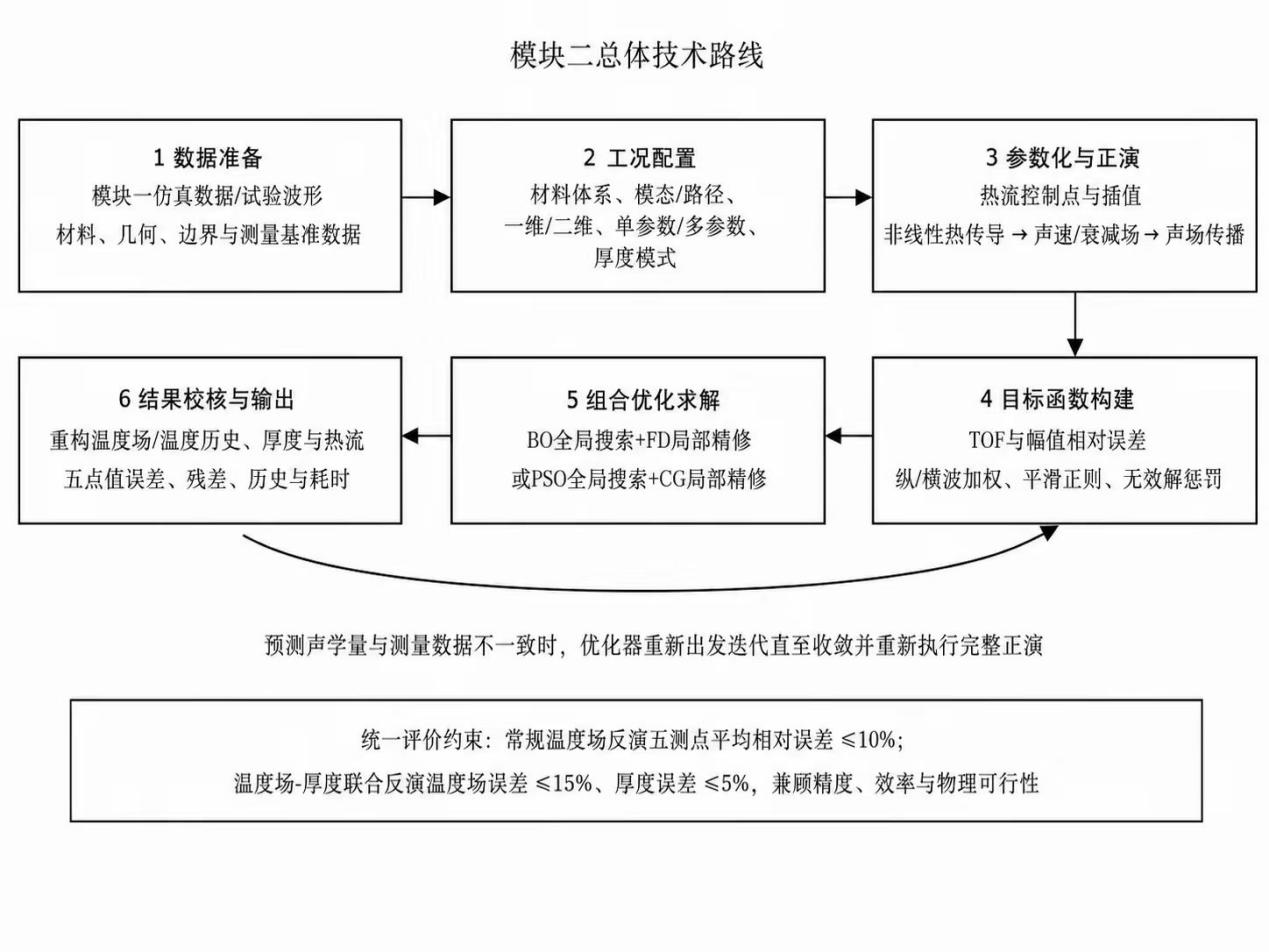 模块二总体技术路线
1 数据准备
模块一仿真数据/试验波形
材料、几何、边界与测量基准数据
2 工况配置
材料体系、模态/路径、
一维/二维、单参数/多参数、
厚度模式
3 参数化与正演
热流控制点与插值
非线性热传导 → 声速/衰减场 → 声场传播
4 目标函数构建
TOF与幅值相对误差
纵/横波加权、平滑正则、无效解惩罚
5 组合优化求解
BO全局搜索+FD局部精修
或PSO全局搜索+CG局部精修
6 结果校核与输出
重构温度场/温度历史、厚度与热流
五点值误差、残差、历史与耗时
预测声学量与测量数据不一致时，优化器重新出发迭代直至收敛并重新执行完整正演
统一评价约束：常规温度场反演五测点平均相对误差 ≤10%；
温度场-厚度联合反演温度场误差 ≤15%、厚度误差 ≤5%，兼顾精度、效率与物理可行性